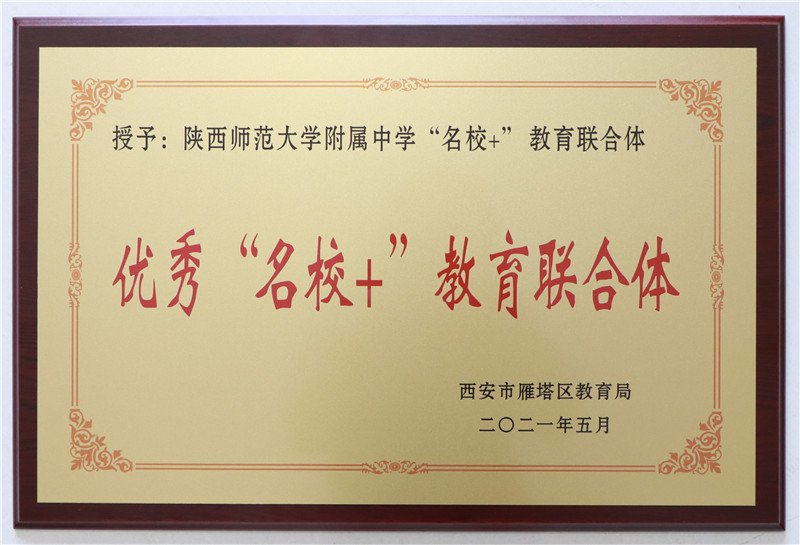 授予：陕西师范大学附属中学“名校+”教育联合体
优秀“名校+”教育联合体
西安市雁塔区教育局
二〇二一年五月